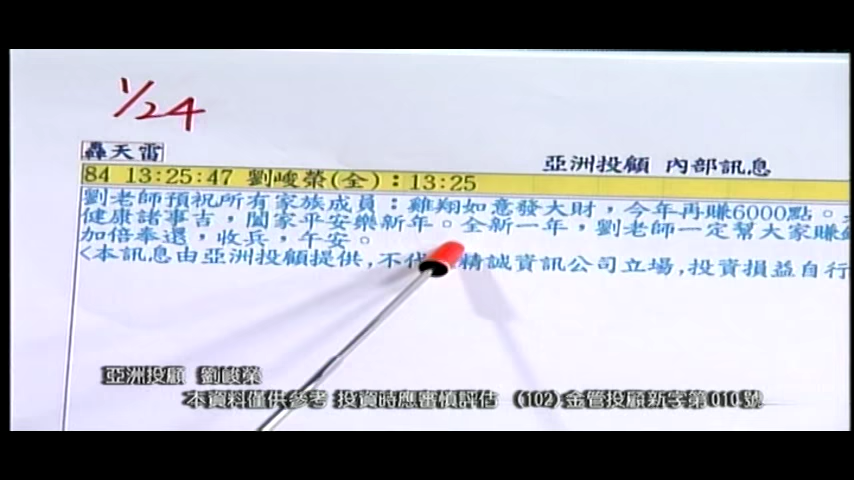 1/24
轟天雷
亞洲投顧 內部訊息
84 13:25:47 劉峻榮(全):13:25
劉老師預祝所有家族成員:雞翔如意發大財,今年再賺6000點。
健康諸事吉,闔家平安樂新年。全新一年,劉老師一定幫大家賺
加倍奉還,收兵,午安。
<本訊息由亞洲投顧提供,不代 精誠資訊公司立場,投資損益自行
亞洲投顧 劉峻榮
本資料僅供參考 投資時應審慎評估 (102)金管投顧新字第010號